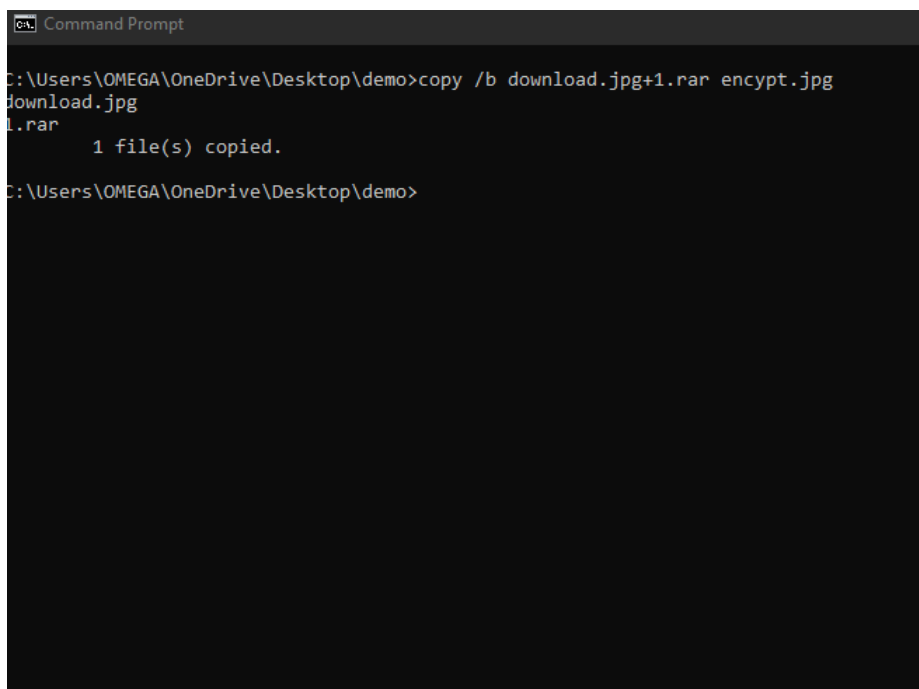 Command Prompt
C:\Users\OMEGA\OneDrive\Desktop\demo>copy /b download.jpg+1.rar encypt.jpg
download.jpg
1.rar
1 file(s) copied.
C:\Users\OMEGA\OneDrive\Desktop\demo>